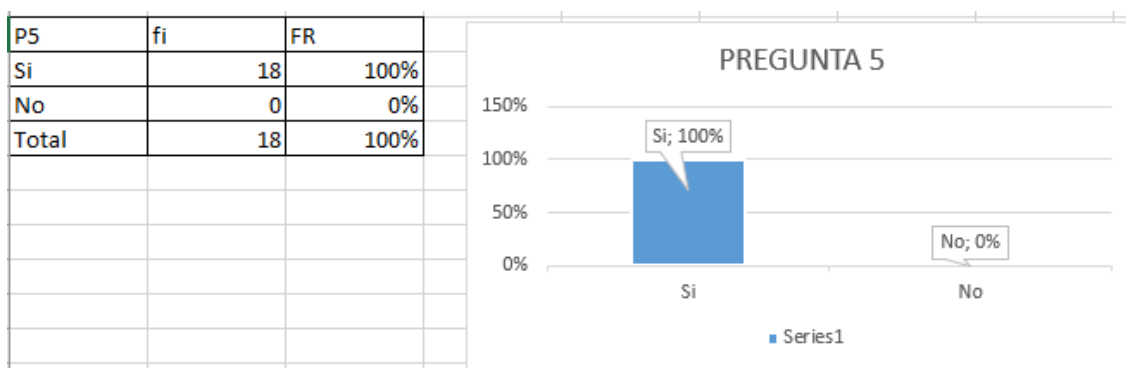 P5 fi FR
Si 18 100%
No 0 0%
Total 18 100%
PREGUNTA 5
150%
100%
50%
0%
Si; 100%
No; 0%
Si No
Series1